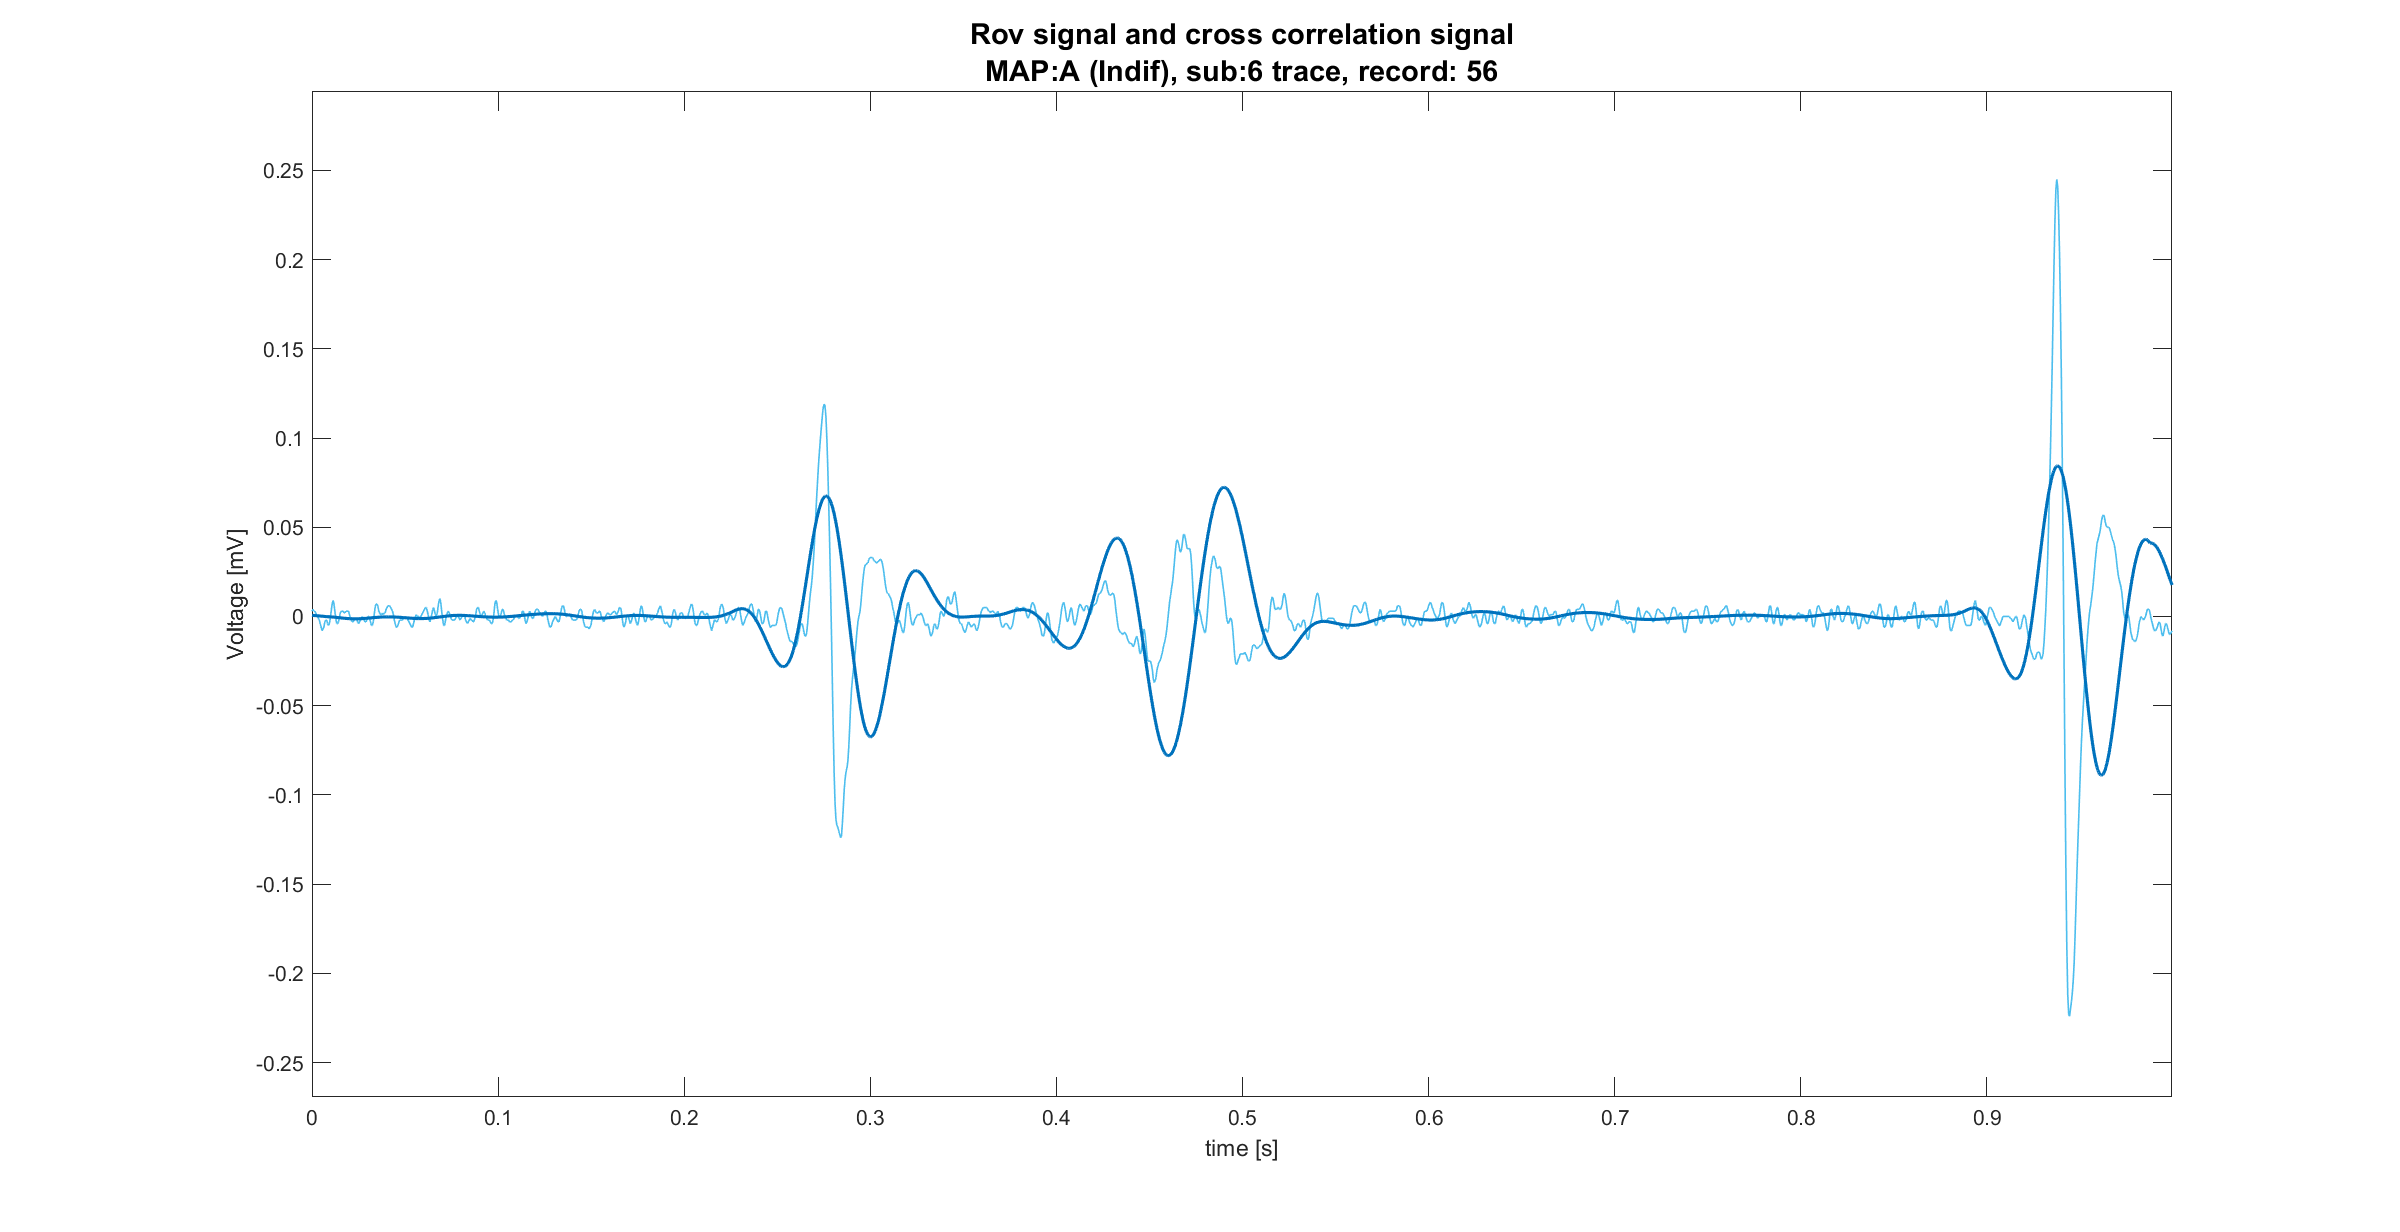 Rov signal and cross correlation signal
MAP:A (Indif), sub:6 trace, record: 56
Voltage [mV]
0.25
0.2
0.15
0.1
0.05
0
-0.05
-0.1
-0.15
-0.2
-0.25
0 0.1 0.2 0.3 0.4 0.5 0.6 0.7 0.8 0.9
time [s]